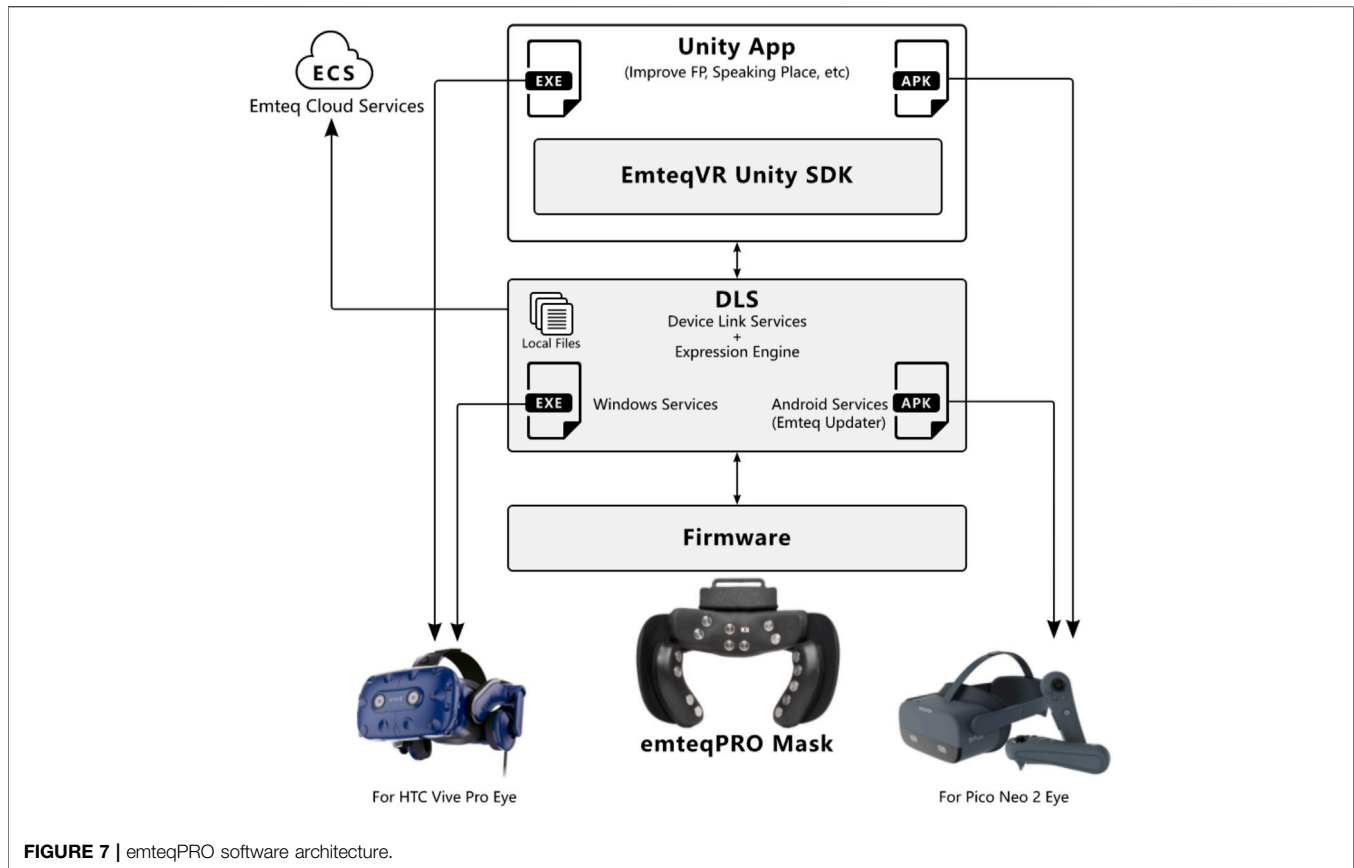 ECS
Emteq Cloud Services
Unity App
(Improve FP, Speaking Place, etc)
EXE
APK
EmteqVR Unity SDK
DLS
Device Link Services
+
Expression Engine
Local Files
EXE
Windows Services
Android Services
(Emteq Updater)
APK
Firmware
VIVE
emteqPRO Mask
For HTC Vive Pro Eye
For Pico Neo 2 Eye
FIGURE 7 | emteqPRO software architecture.